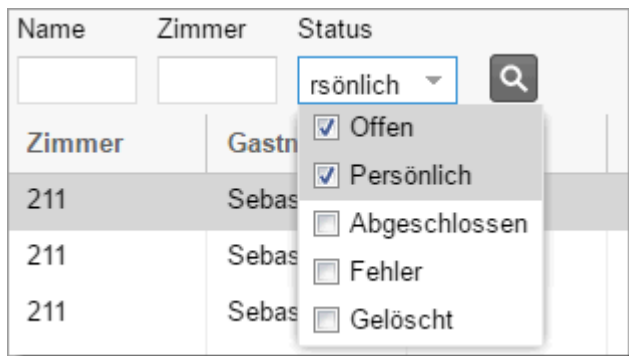 Name Zimmer Status
rsönlich
Offen
Zimmer Gastn
Persönlich
211 Sebas
Abgeschlossen
211 Sebas
Fehler
211 Sebas
Gelöscht